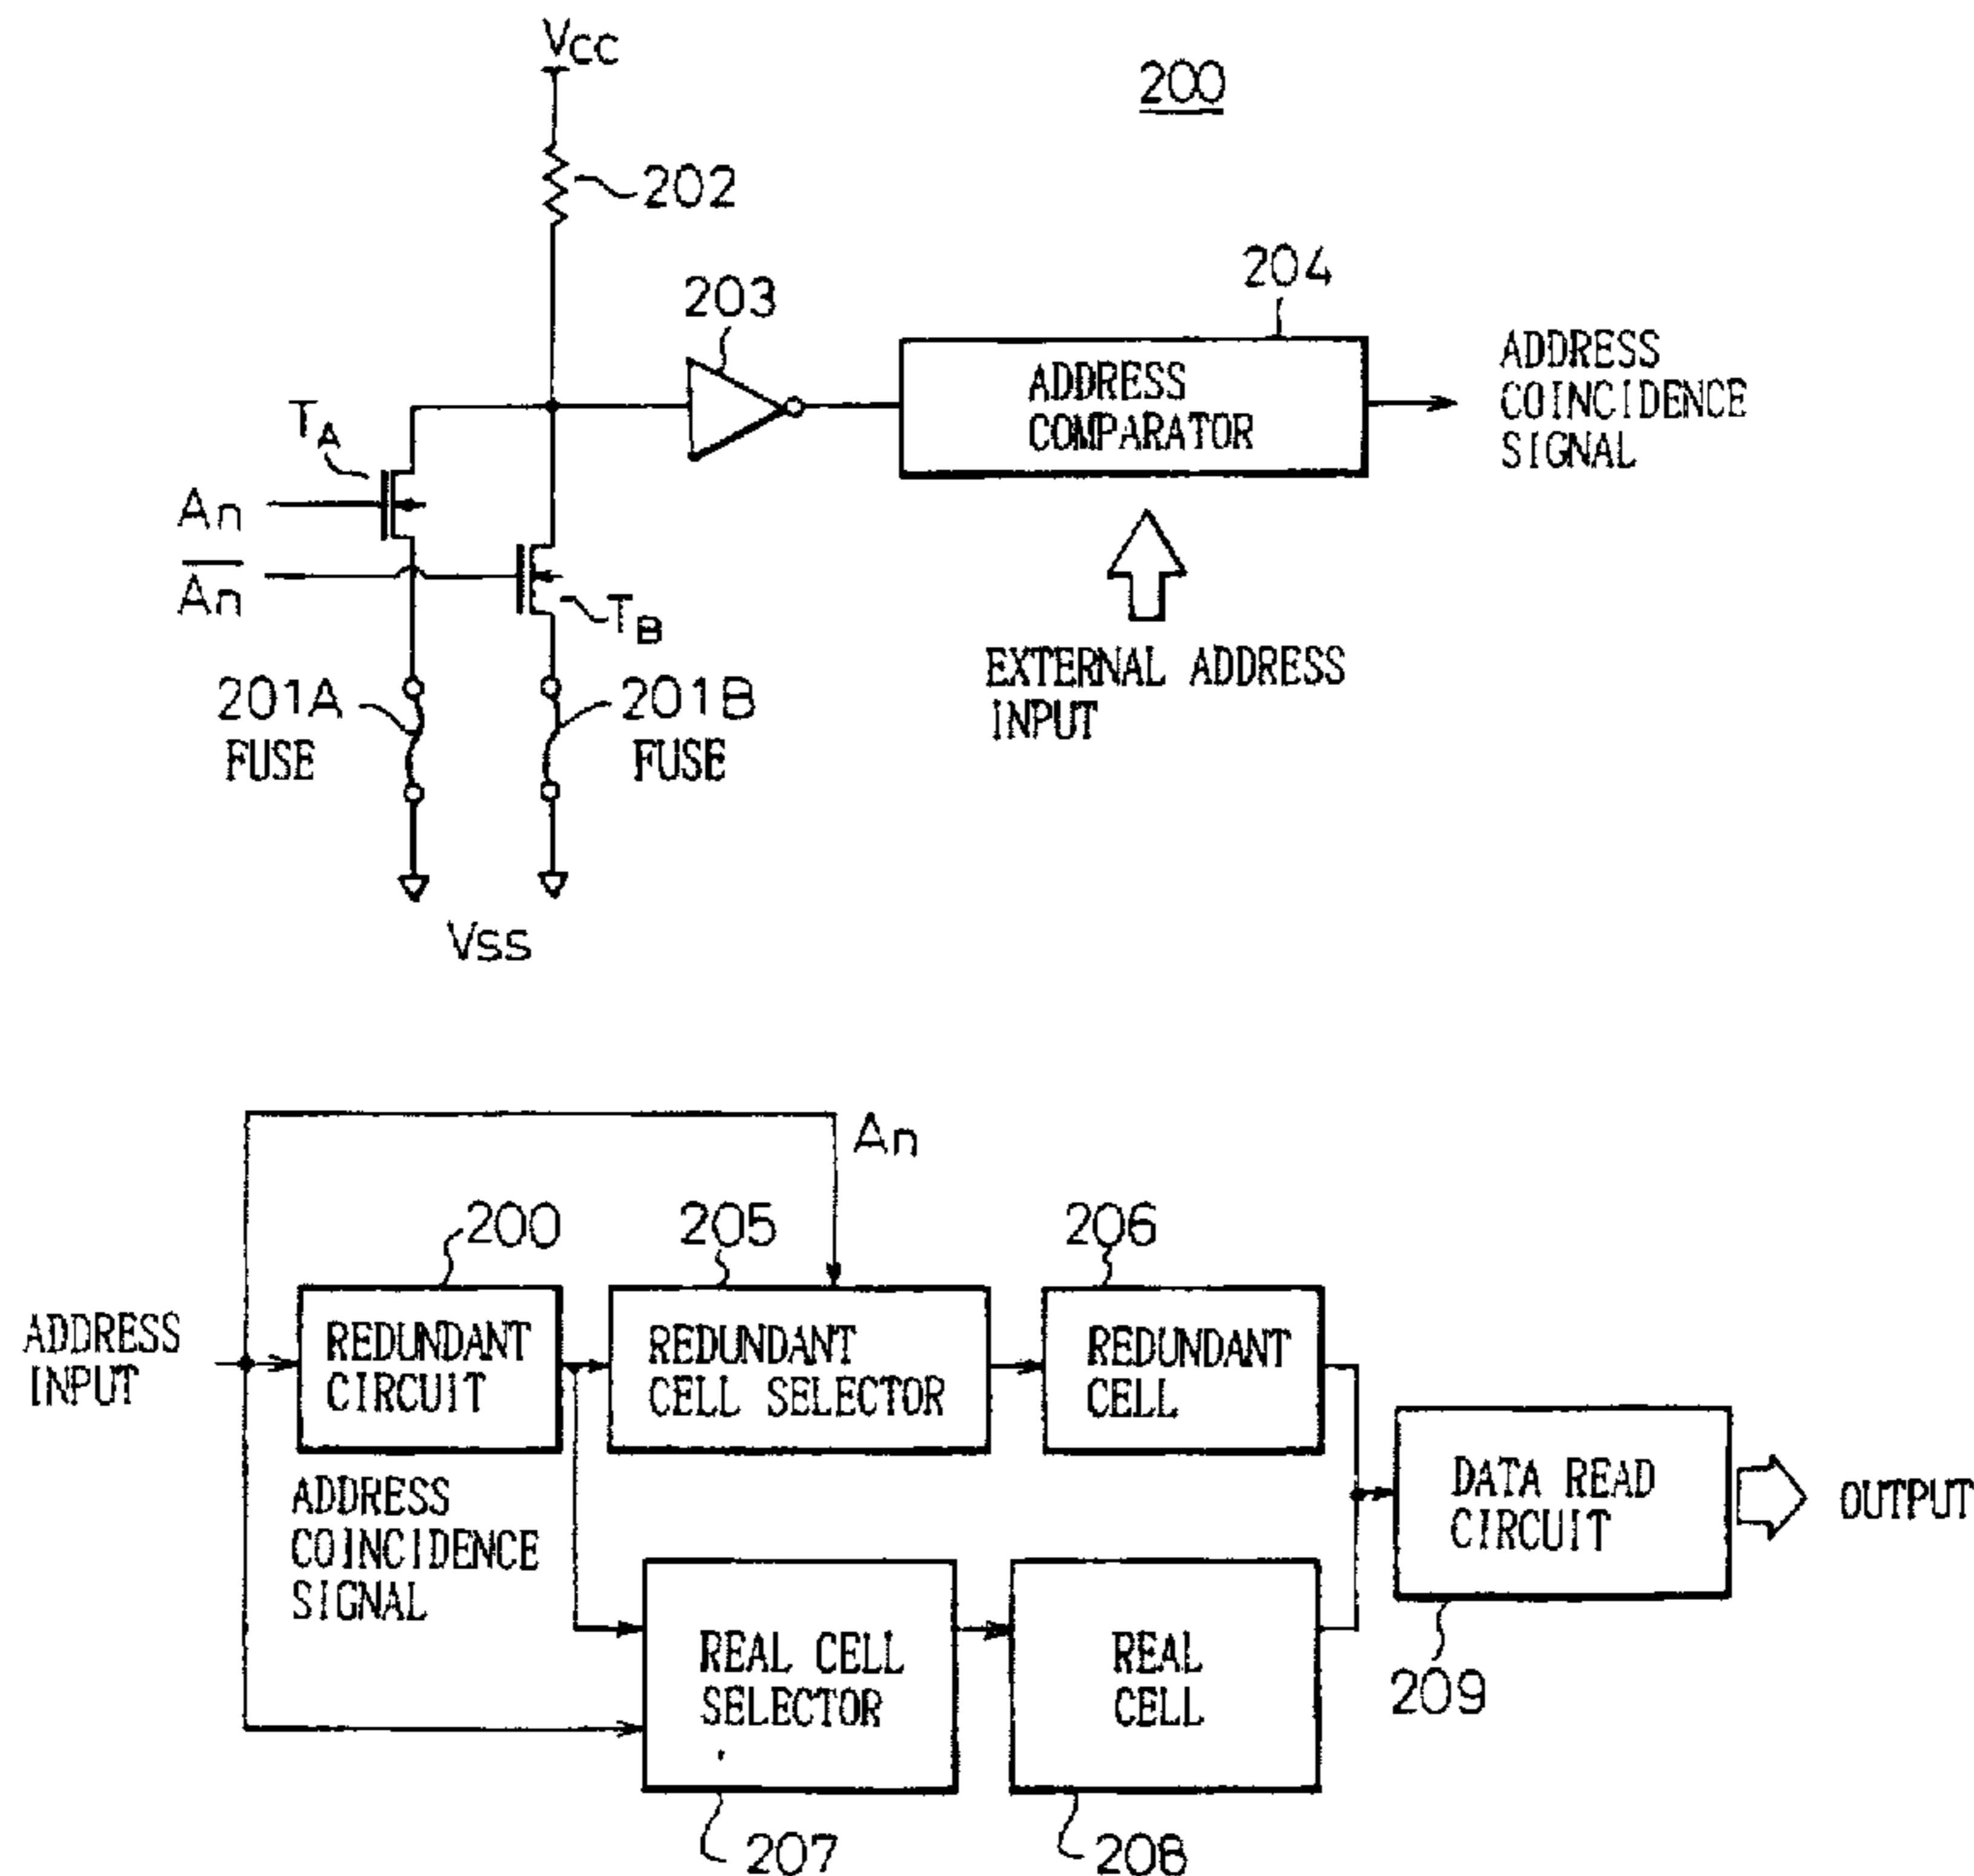 VCC
200
202
203
204
ADDRESS
COMPARATOR
ADDRESS
COINCIDENCE
SIGNAL
TA
An
A̅n̅
TB
EXTERNAL ADDRESS
INPUT
201A
FUSE
201B
FUSE
VSS
An
200
205
206
ADDRESS
INPUT
REDUNDANT
CIRCUIT
REDUNDANT
CELL SELECTOR
REDUNDANT
CELL
ADDRESS
COINCIDENCE
SIGNAL
DATA READ
CIRCUIT
OUTPUT
REAL CELL
SELECTOR
REAL
CELL
209
207
208